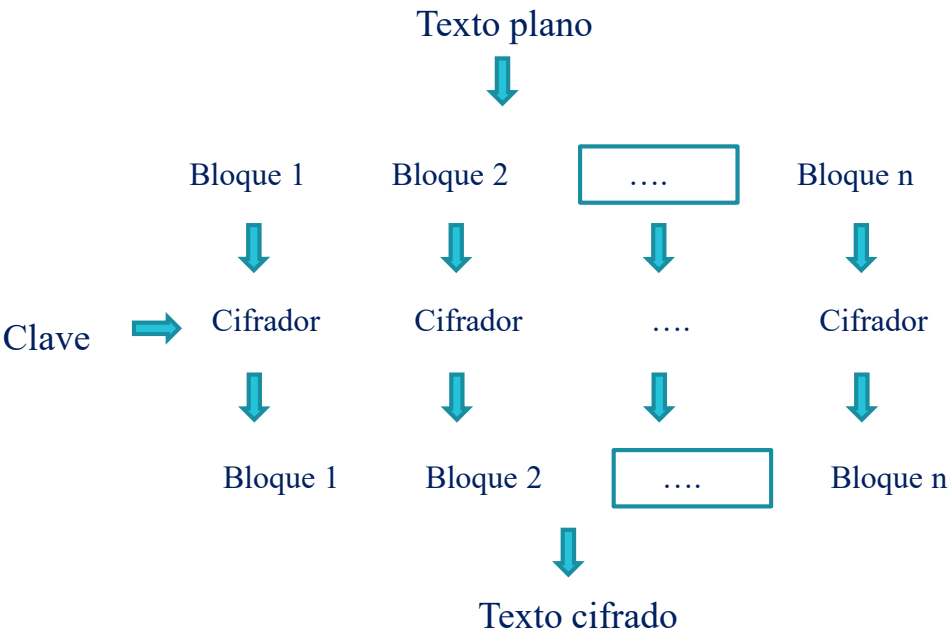 Texto plano
Bloque 1 Bloque 2 .... Bloque n
Clave Cifrador Cifrador .... Cifrador
Bloque 1 Bloque 2 .... Bloque n
Texto cifrado